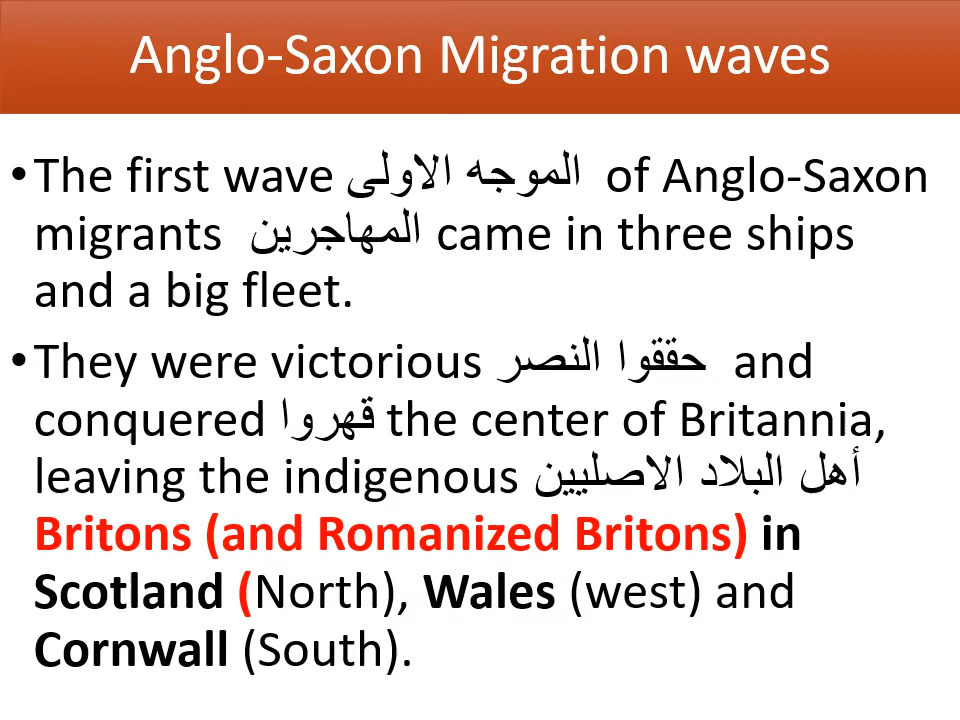 Anglo-Saxon Migration waves
•The first wave الموجه الاولى of Anglo-Saxon
migrants المهاجرين came in three ships
and a big fleet.
•They were victorious حققوا النصر and
conquered قهروا the center of Britannia,
leaving the indigenous أهل البلاد الاصليين
Britons (and Romanized Britons) in
Scotland (North), Wales (west) and
Cornwall (South).